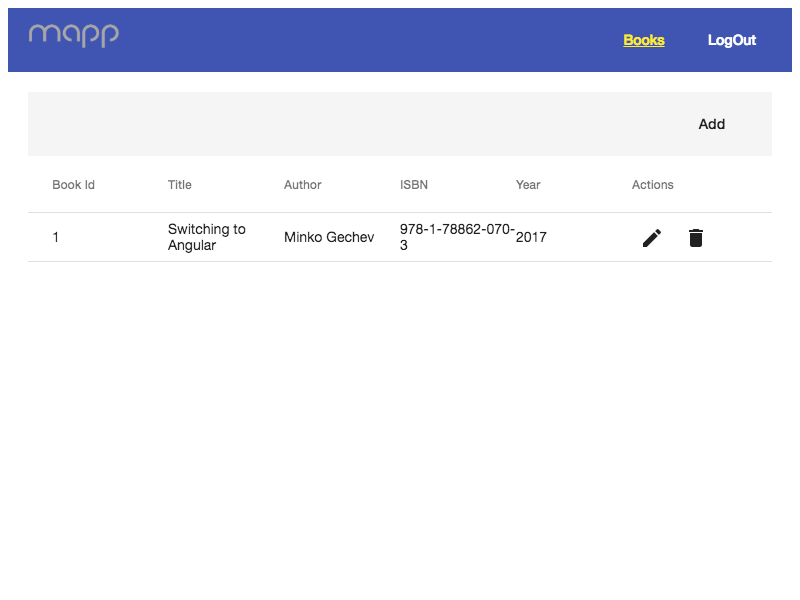 mapp
Books LogOut
Add
Book Id Title Author ISBN Year Actions
1 Switching to Angular Minko Gechev 978-1-78862-070-3 2017